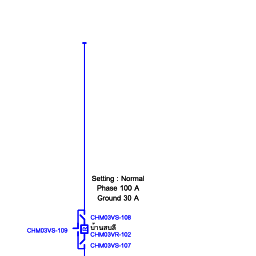 Setting : Normal
Phase 100 A
Ground 30 A
CHM03VS-108
บ้านสบลี
CHM03VS-109
CHM03VR-102
CHM03VS-107